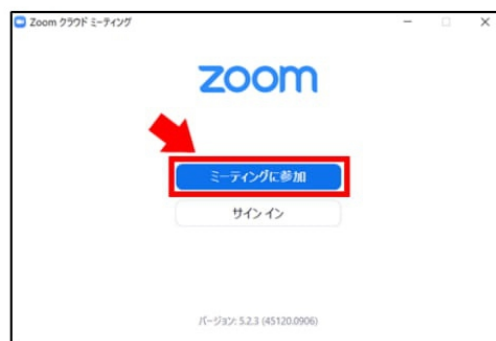 Zoom クラウド ミーティング
zoom
ミーティングに参加
サイン イン
バージョン: 5.2.3 (45120.0906)